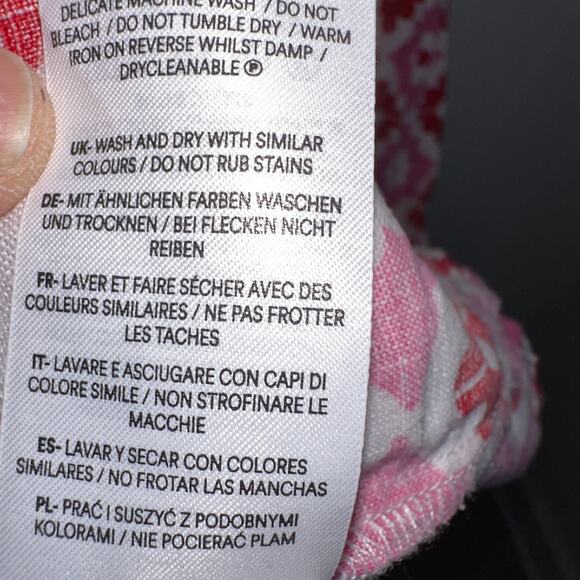 DELICATE MACHINE WASH / DO NOT
BLEACH / DO NOT TUMBLE DRY / WARM
IRON ON REVERSE WHILST DAMP /
DRYCLEANABLE Ⓟ
UK- WASH AND DRY WITH SIMILAR
COLOURS / DO NOT RUB STAINS
DE- MIT ÄHNLICHEN FARBEN WASCHEN
UND TROCKNEN / BEI FLECKEN NICHT
REIBEN
FR- LAVER ET FAIRE SÉCHER AVEC DES
COULEURS SIMILAIRES / NE PAS FROTTER
LES TACHES
IT- LAVARE E ASCIUGARE CON CAPI DI
COLORE SIMILE / NON STROFINARE LE
MACCHIE
ES- LAVAR Y SECAR CON COLORES
SIMILARES / NO FROTAR LAS MANCHAS
PL- PRAĆ I SUSZYĆ Z PODOBNYMI
KOLORAMI / NIE POCIERAĆ PLAM